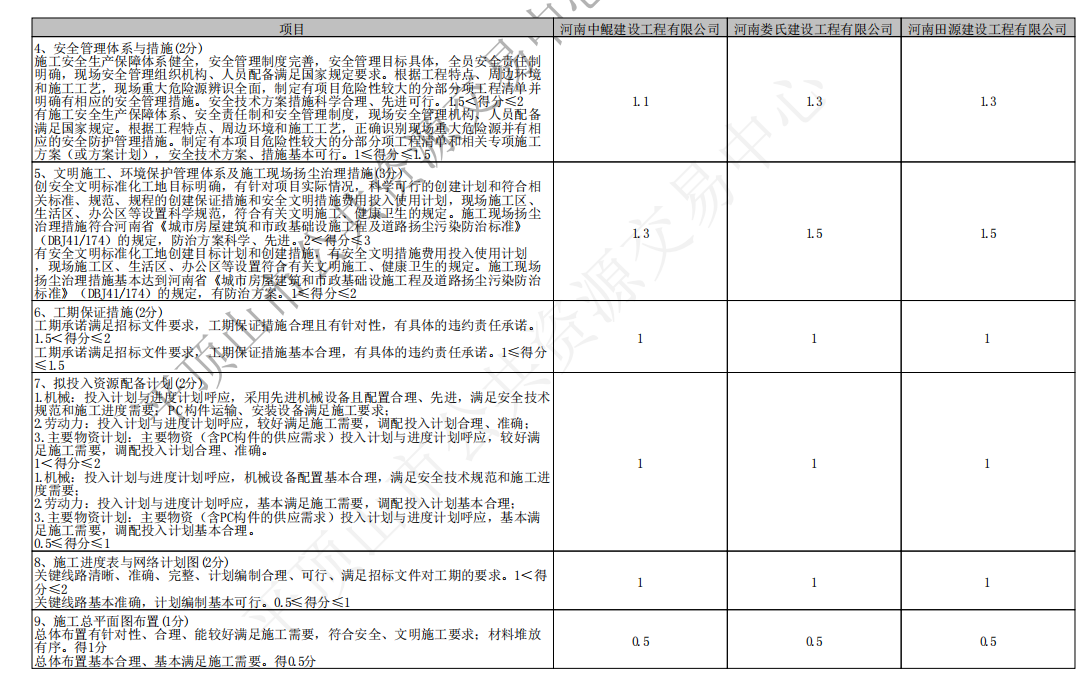 项目 河南中鲲建设工程有限公司 河南娄氏建设工程有限公司 河南田源建设工程有限公司
4、安全管理体系与措施(2分)
施工安全生产保障体系健全，安全管理制度完善，安全管理目标具体，全员安全责任制
明确，现场安全管理组织机构、人员配备满足国家规定要求。根据工程特点、周边环境
和施工工艺，现场重大危险源辨识全面，制定有项目危险性较大的分部分项工程清单并
明确有相应的安全管理措施。安全技术方案措施科学合理、先进可行。1.5＜得分≤2
有施工安全生产保障体系、安全责任制和安全管理制度，现场安全管理机构、人员配备
满足国家规定。根据工程特点、周边环境和施工工艺，正确识别现场重大危险源并有相
应的安全防护管理措施。制定有本项目危险性较大的分部分项工程清单和相关专项施工
方案（或方案计划），安全技术方案、措施基本可行。1≤得分≤1.5
1.1 1.3 1.3
5、文明施工、环境保护管理体系及施工现场扬尘治理措施(3分)
创安全文明标准化工地目标明确，有针对项目实际情况，科学可行的创建计划和符合相
关标准、规范、规程的创建保证措施和安全文明措施费用投入使用计划，现场施工区、
生活区、办公区等设置科学规范，符合有关文明施工、健康卫生的规定。施工现场扬尘
治理措施符合河南省《城市房屋建筑和市政基础设施工程及道路扬尘污染防治标准》
（DBJ41/174）的规定，防治方案科学、先进。2＜得分≤3
有安全文明标准化工地创建目标计划和创建措施，有安全文明措施费用投入使用计划
，现场施工区、生活区、办公区等设置符合有关文明施工、健康卫生的规定。施工现场
扬尘治理措施基本达到河南省《城市房屋建筑和市政基础设施工程及道路扬尘污染防治
标准》（DBJ41/174）的规定，有防治方案。1≤得分≤2
1.3 1.5 1.5
6、工期保证措施(2分)
工期承诺满足招标文件要求，工期保证措施合理且有针对性，有具体的违约责任承诺。
1.5＜得分≤2
工期承诺满足招标文件要求，工期保证措施基本合理，有具体的违约责任承诺。1≤得分
≤1.5
1 1 1
7、拟投入资源配备计划(2分)
1.机械：投入计划与进度计划呼应，采用先进机械设备且配置合理、先进，满足安全技术
规范和施工进度需要；PC构件运输、安装设备满足施工要求；
2.劳动力：投入计划与进度计划呼应，较好满足施工需要，调配投入计划合理、准确；
3.主要物资计划：主要物资（含PC构件的供应需求）投入计划与进度计划呼应，较好满
足施工需要，调配投入计划合理、准确。
1＜得分≤2
1.机械：投入计划与进度计划呼应，机械设备配置基本合理，满足安全技术规范和施工进
度需要；
2.劳动力：投入计划与进度计划呼应，基本满足施工需要，调配投入计划基本合理；
3.主要物资计划：主要物资（含PC构件的供应需求）投入计划与进度计划呼应，基本满
足施工需要，调配投入计划基本合理。
0.5≤得分≤1
1 1 1
8、施工进度表与网络计划图(2分)
关键线路清晰、准确、完整、计划编制合理、可行、满足招标文件对工期的要求。1＜得
分≤2
关键线路基本准确，计划编制基本可行。0.5≤得分≤1
1 1 1
9、施工总平面图布置(1分)
总体布置有针对性、合理、能较好满足施工需要，符合安全、文明施工要求；材料堆放
有序。得1分
总体布置基本合理、基本满足施工需要。得0.5分
0.5 0.5 0.5
平顶山市公共资源交易中心
平顶山市公共资源交易中心